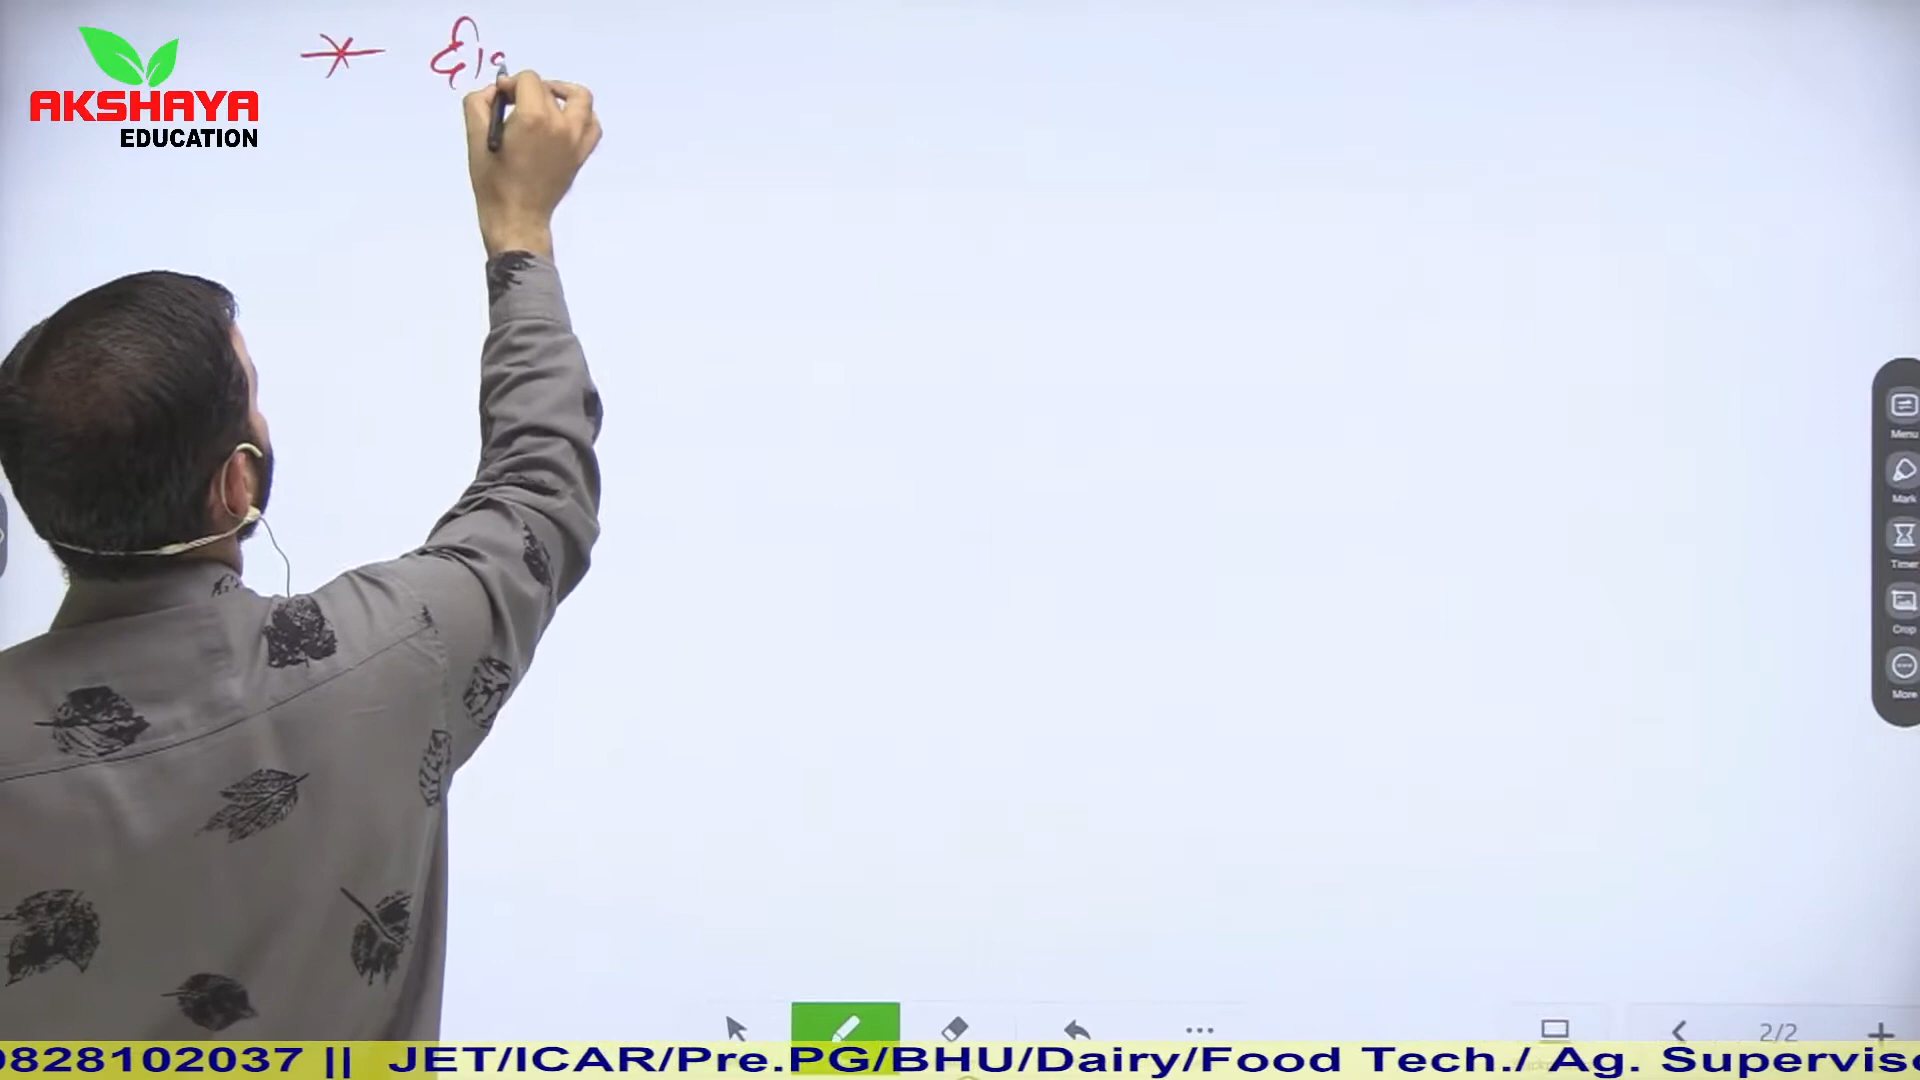 AKSHAYA
EDUCATION
Menu
Mark
Timer
Crop
More
2/2
9828102037 || JET/ICAR/Pre.PG/BHU/Dairy/Food Tech./ Ag. Superviso